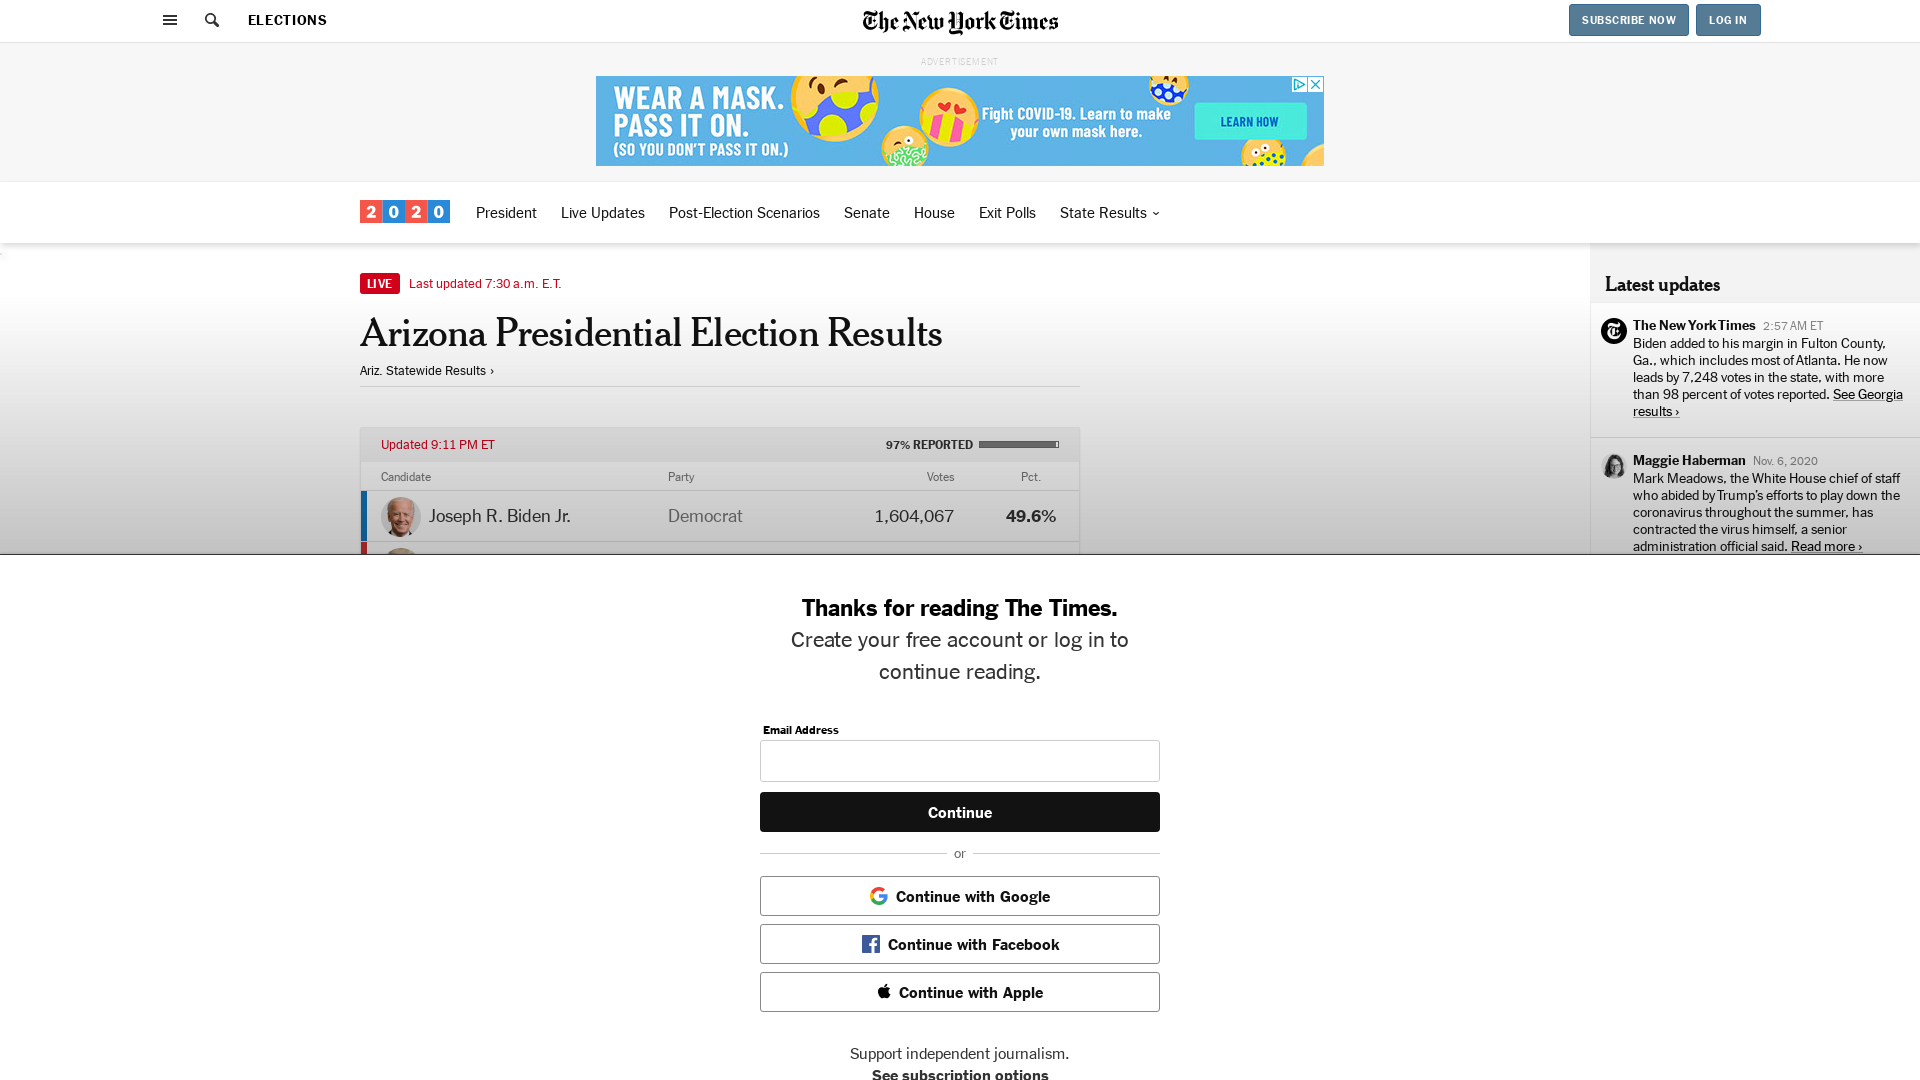 ELECTIONS
The New York Times
SUBSCRIBE NOW
LOG IN
ADVERTISEMENT
WEAR A MASK.
PASS IT ON.
(SO YOU DON'T PASS IT ON.)
Fight COVID-19. Learn to make
your own mask here.
LEARN HOW
2020
President
Live Updates
Post-Election Scenarios
Senate
House
Exit Polls
State Results
LIVE
Last updated 7:30 a.m. E.T.
Arizona Presidential Election Results
Ariz. Statewide Results ›
Updated 9:11 PM ET
97% REPORTED
Candidate Party Votes Pct.
Joseph R. Biden Jr. Democrat 1,604,067 49.6%
Latest updates
The New York Times 2:57 AM ET
Biden added to his margin in Fulton County,
Ga., which includes most of Atlanta. He now
leads by 7,248 votes in the state, with more
than 98 percent of votes reported. See Georgia
results ›
Maggie Haberman Nov. 6, 2020
Mark Meadows, the White House chief of staff
who abided by Trump's efforts to play down the
coronavirus throughout the summer, has
contracted the virus himself, a senior
administration official said. Read more ›
Thanks for reading The Times.
Create your free account or log in to
continue reading.
Email Address
Continue
or
Continue with Google
Continue with Facebook
Continue with Apple
Support independent journalism.
See subscription options